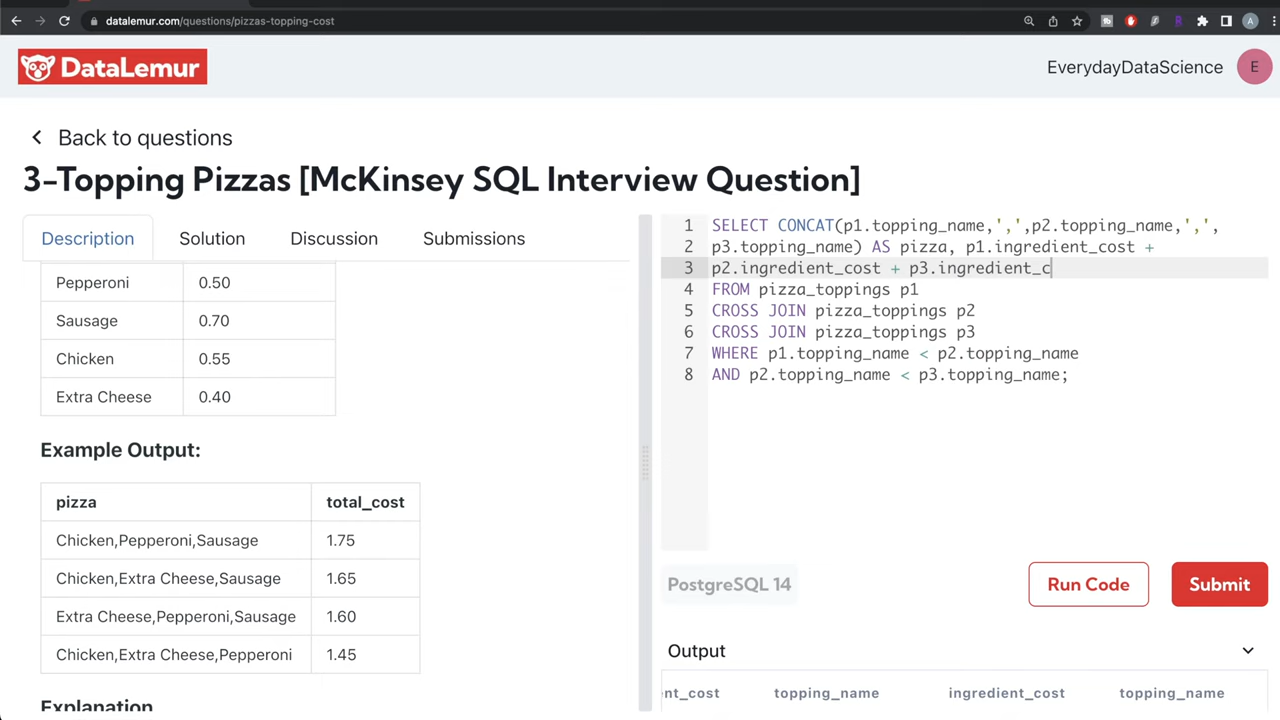 datalemur.com/questions/pizzas-topping-cost
A
DataLemur
EverydayDataScience
E
Back to questions
3-Topping Pizzas [McKinsey SQL Interview Question]
Description
Solution
Discussion
Submissions
Pepperoni 0.50
Sausage 0.70
Chicken 0.55
Extra Cheese 0.40
Example Output:
pizza total_cost
Chicken,Pepperoni,Sausage 1.75
Chicken,Extra Cheese,Sausage 1.65
Extra Cheese,Pepperoni,Sausage 1.60
Chicken,Extra Cheese,Pepperoni 1.45
Explanation
1 SELECT CONCAT(p1.topping_name,',',p2.topping_name,',',
2 p3.topping_name) AS pizza, p1.ingredient_cost +
3 p2.ingredient_cost + p3.ingredient_c
4 FROM pizza_toppings p1
5 CROSS JOIN pizza_toppings p2
6 CROSS JOIN pizza_toppings p3
7 WHERE p1.topping_name < p2.topping_name
8 AND p2.topping_name < p3.topping_name;
PostgreSQL 14
Run Code
Submit
Output
nt_cost topping_name ingredient_cost topping_name